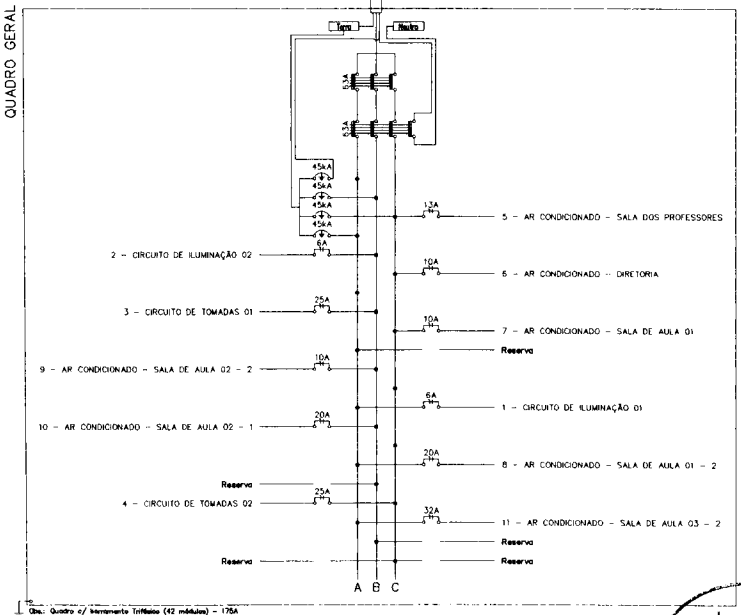 QUADRO GERAL
Terra
Neutro
63A
63A
45kA
45kA
45kA
45kA
13A
5 - AR CONDICIONADO - SALA DOS PROFESSORES
6A
2 - CIRCUITO DE ILUMINAÇÃO 02
10A
6 - AR CONDICIONADO - DIRETORIA
25A
3 - CIRCUITO DE TOMADAS 01
10A
7 - AR CONDICIONADO - SALA DE AULA 01
Reserva
10A
9 - AR CONDICIONADO - SALA DE AULA 02 - 2
6A
1 - CIRCUITO DE ILUMINAÇÃO 01
20A
10 - AR CONDICIONADO - SALA DE AULA 02 - 1
20A
8 - AR CONDICIONADO - SALA DE AULA 01 - 2
Reserva
25A
4 - CIRCUITO DE TOMADAS 02
32A
11 - AR CONDICIONADO - SALA DE AULA 03 - 2
Reserva
Reserva
Reserva
A B C
Obs.: Quadro c/ barramento Trifásico (42 módulos) - 175A